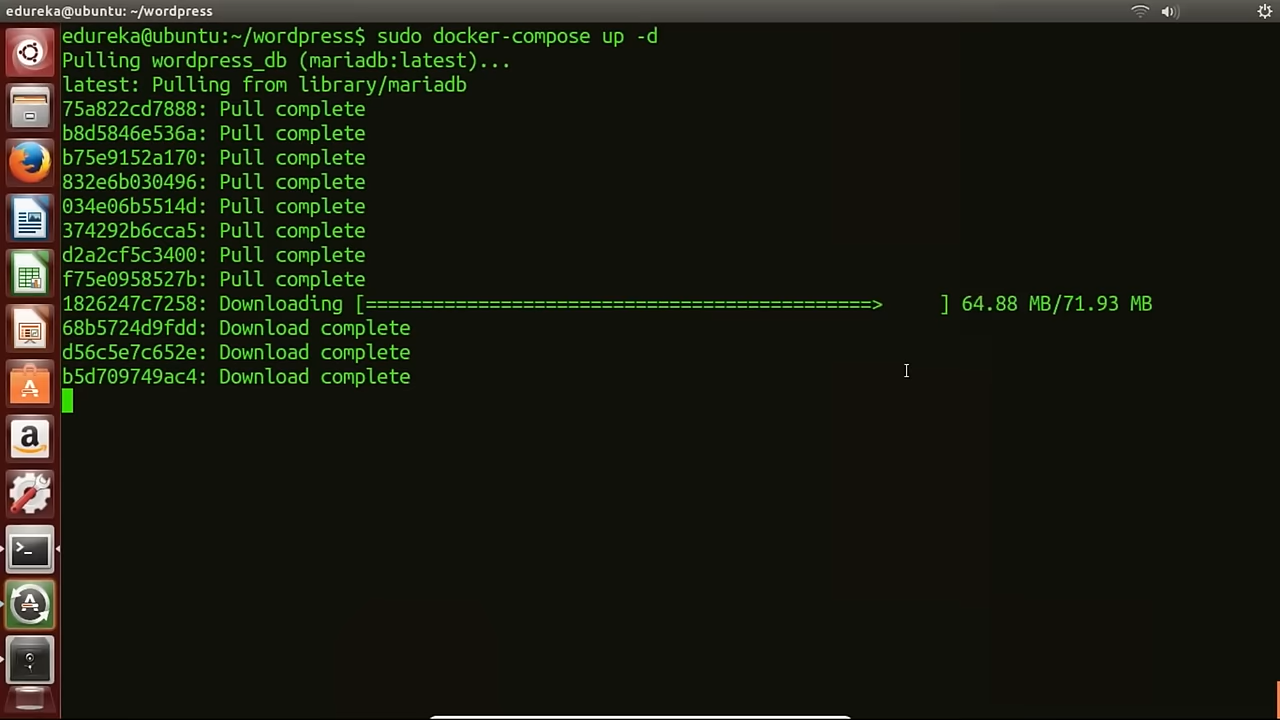 edureka@ubuntu: ~/wordpress
edureka@ubuntu:~/wordpress$ sudo docker-compose up -d
Pulling wordpress_db (mariadb:latest)...
latest: Pulling from library/mariadb
75a822cd7888: Pull complete
b8d5846e536a: Pull complete
b75e9152a170: Pull complete
832e6b030496: Pull complete
034e06b5514d: Pull complete
374292b6cca5: Pull complete
d2a2cf5c3400: Pull complete
f75e0958527b: Pull complete
1826247c7258: Downloading [=============================================>     ] 64.88 MB/71.93 MB
68b5724d9fdd: Download complete
d56c5e7c652e: Download complete
b5d709749ac4: Download complete